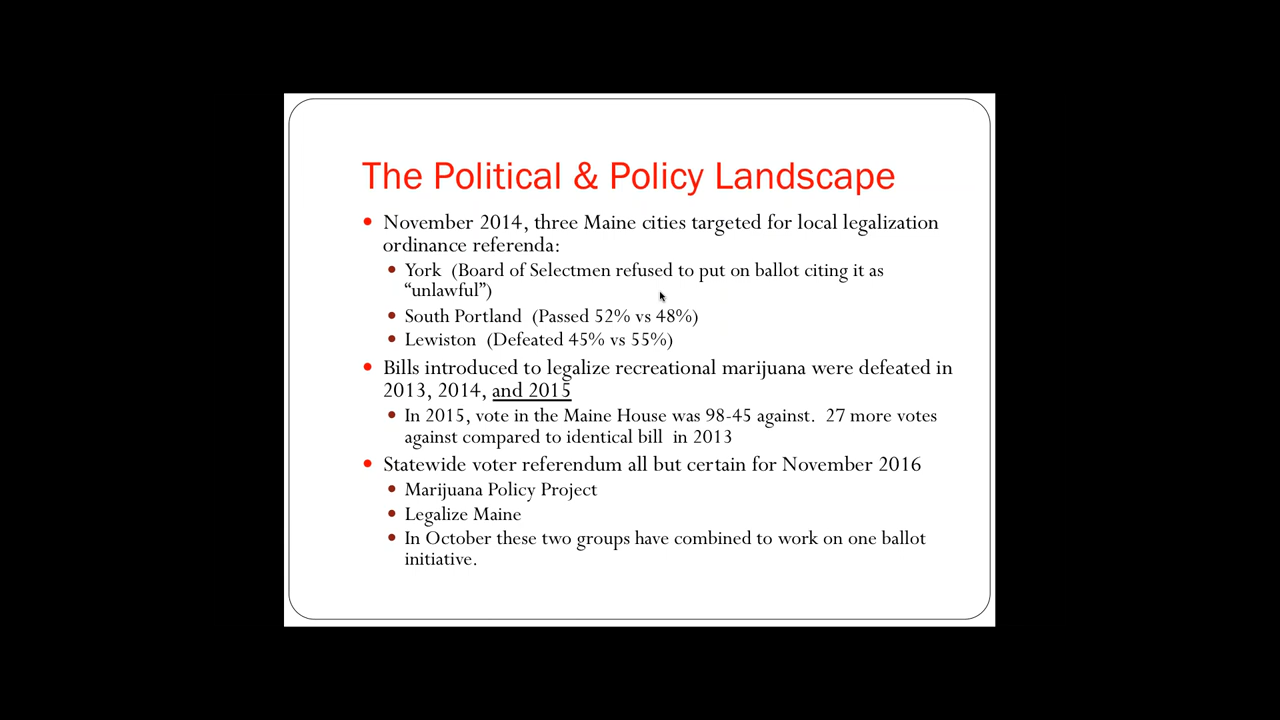 The Political & Policy Landscape
• November 2014, three Maine cities targeted for local legalization
ordinance referenda:
• York  (Board of Selectmen refused to put on ballot citing it as
“unlawful”)
• South Portland  (Passed 52% vs 48%)
• Lewiston  (Defeated 45% vs 55%)
• Bills introduced to legalize recreational marijuana were defeated in
2013, 2014, and 2015
• In 2015, vote in the Maine House was 98-45 against.  27 more votes
against compared to identical bill  in 2013
• Statewide voter referendum all but certain for November 2016
• Marijuana Policy Project
• Legalize Maine
• In October these two groups have combined to work on one ballot
initiative.